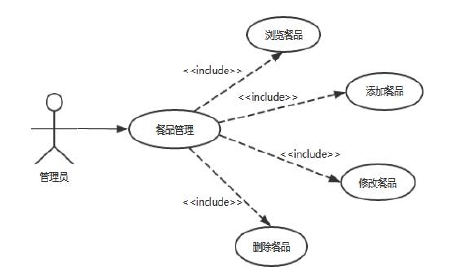 浏览餐品
<<include>>
<<include>>
添加餐品
餐品管理
<<include>>
管理员
修改餐品
<<include>>
删除餐品